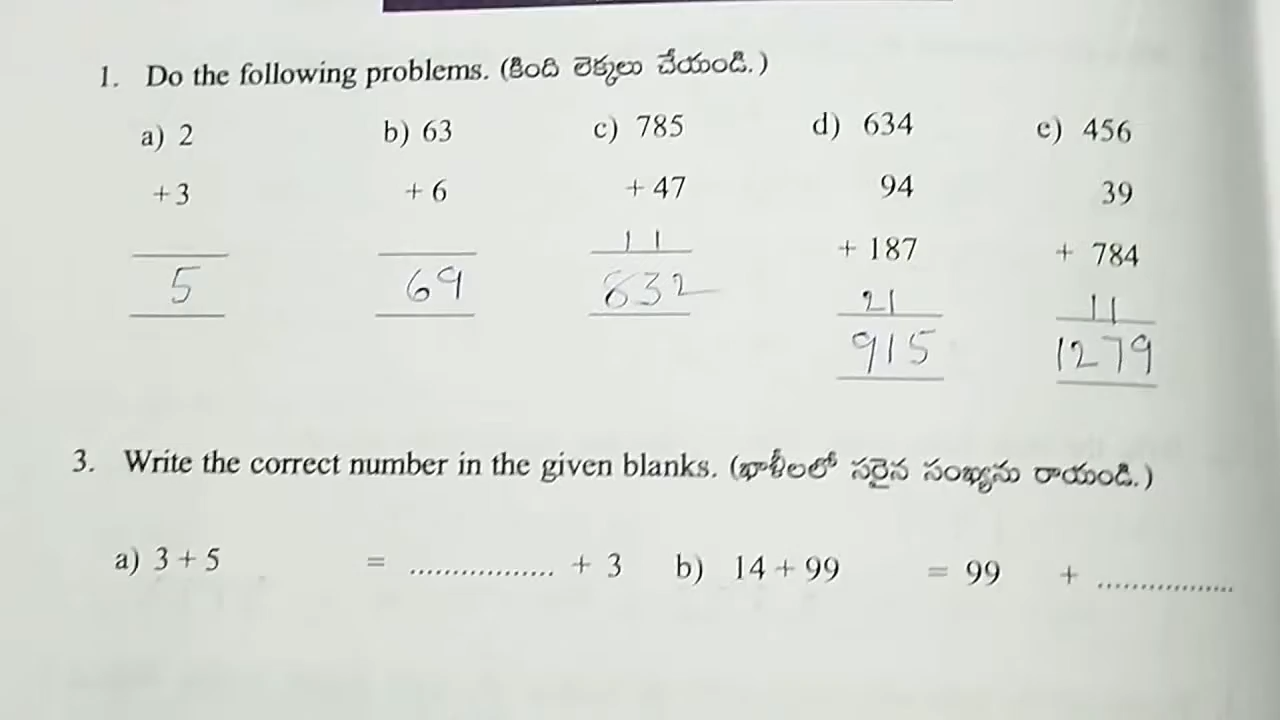 1. Do the following problems. (కింది లెక్కలు చేయండి.)
a) 2 b) 63 c) 785 d) 634 e) 456
+ 3 + 6 + 47 94 39
+ 187 + 784
1 1
5 69 832
21 11
915 1279
3. Write the correct number in the given blanks. (ఖాళీలలో సరైన సంఖ్యను రాయండి.)
a) 3 + 5 = ................. + 3 b) 14 + 99 = 99 + .................